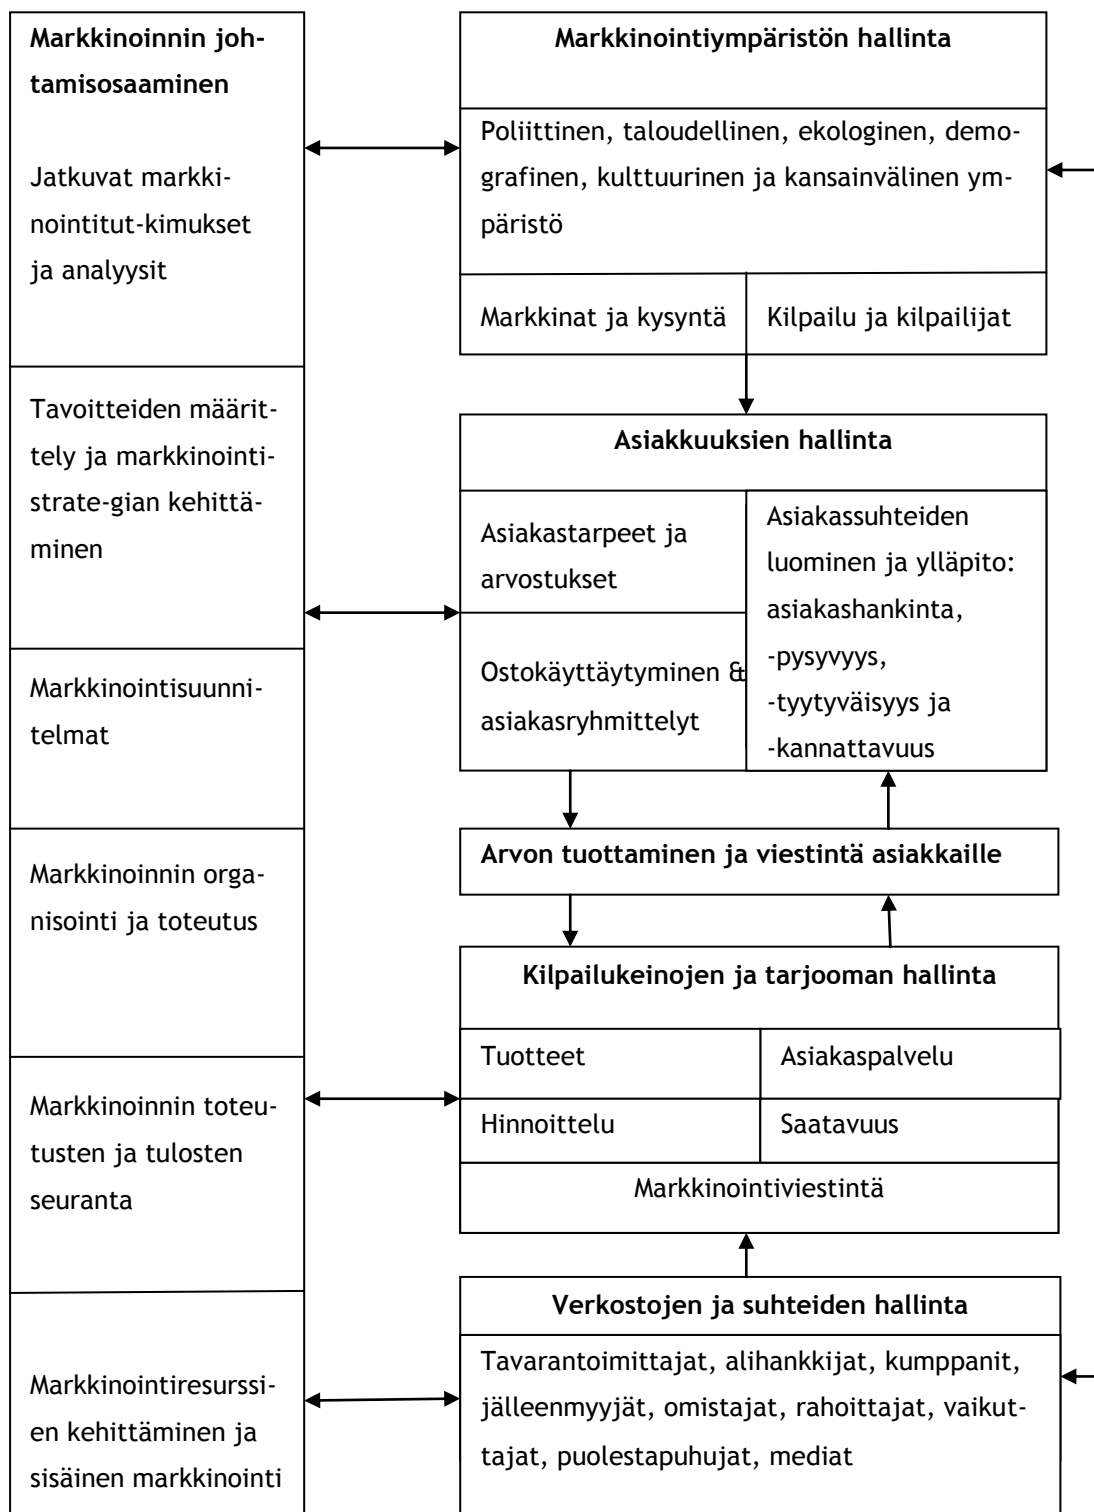 Markkinoinnin joh-
tamisosaaminen
Jatkuvat markki-
nointitut-kimukset
ja analyysit
Tavoitteiden määrit-
tely ja markkinointi-
strate-gian kehittä-
minen
Markkinointisuunni-
telmat
Markkinoinnin orga-
nisointi ja toteutus
Markkinoinnin toteu-
tusten ja tulosten
seuranta
Markkinointiresurssi-
en kehittäminen ja
sisäinen markkinointi
Markkinointiympäristön hallinta
Poliittinen, taloudellinen, ekologinen, demo-
grafinen, kulttuurinen ja kansainvälinen ym-
päristö
Markkinat ja kysyntä
Kilpailu ja kilpailijat
Asiakkuuksien hallinta
Asiakastarpeet ja
arvostukset
Ostokäyttäytyminen &
asiakasryhmittelyt
Asiakassuhteiden
luominen ja ylläpito:
asiakashankinta,
-pysyvyys,
-tyytyväisyys ja
-kannattavuus
Arvon tuottaminen ja viestintä asiakkaille
Kilpailukeinojen ja tarjooman hallinta
Tuotteet
Asiakaspalvelu
Hinnoittelu
Saatavuus
Markkinointiviestintä
Verkostojen ja suhteiden hallinta
Tavarantoimittajat, alihankkijat, kumppanit,
jälleenmyyjät, omistajat, rahoittajat, vaikut-
tajat, puolestapuhujat, mediat